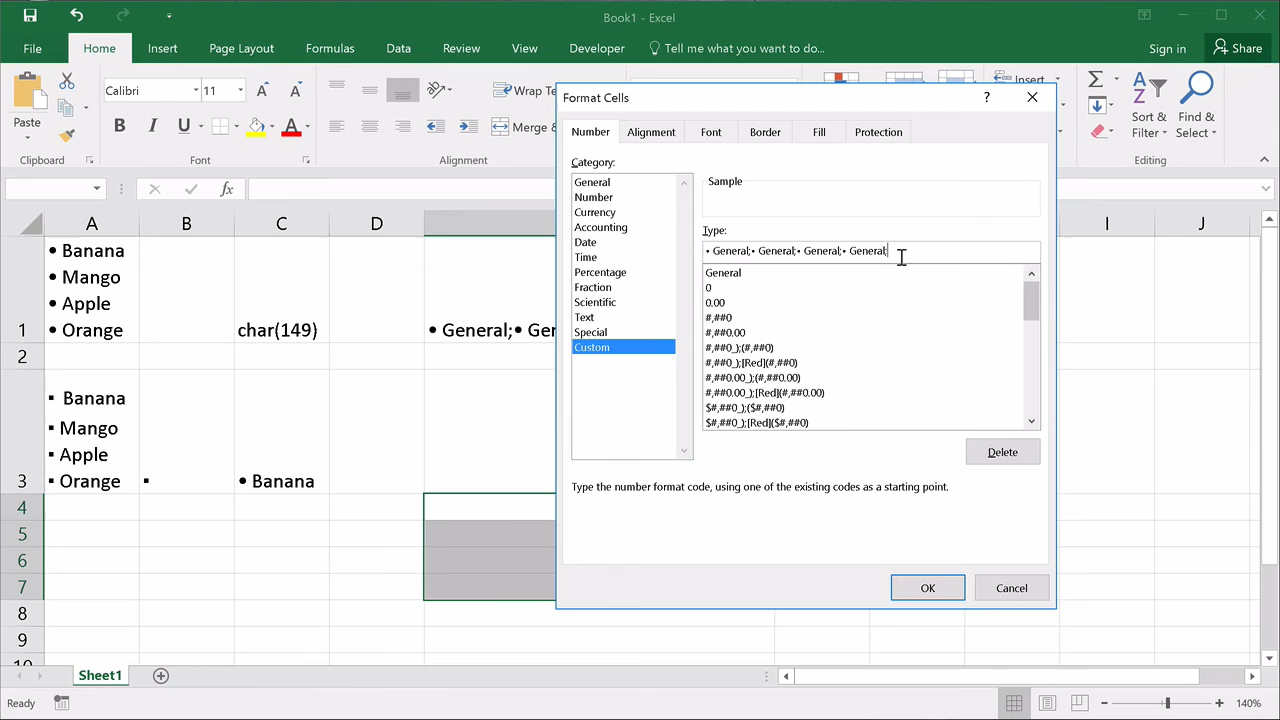 Book1 - Excel
File Home Insert Page Layout Formulas Data Review View Developer Tell me what you want to do... Sign in Share
Paste
Calibri 11
B I U A
Wrap Te
Merge &
Insert
Sort & Filter
Find & Select
Clipboard Font Alignment Editing
fx
A B C D I J
• Banana
• Mango
• Apple
1 • Orange char(149) • General;• Gen
2
▪ Banana
▪ Mango
▪ Apple
3 ▪ Orange ▪ • Banana
4
5
6
7
8
9
10
Format Cells ?
Number Alignment Font Border Fill Protection
Category:
General
Number
Currency
Accounting
Date
Time
Percentage
Fraction
Scientific
Text
Special
Custom
Sample
Type:
• General;• General;• General;• General;
General
0
0.00
#,##0
#,##0.00
#,##0_);(#,##0)
#,##0_);[Red](#,##0)
#,##0.00_);(#,##0.00)
#,##0.00_);[Red](#,##0.00)
$#,##0_);($#,##0)
$#,##0_);[Red]($#,##0)
Delete
Type the number format code, using one of the existing codes as a starting point.
OK Cancel
Sheet1
Ready 140%